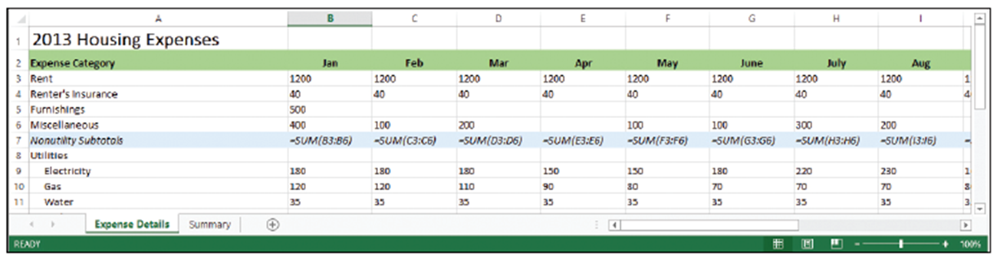 A B C D E F G H I
1 2013 Housing Expenses
2 Expense Category Jan Feb Mar Apr May June July Aug
3 Rent 1200 1200 1200 1200 1200 1200 1200 1200 1
4 Renter's Insurance 40 40 40 40 40 40 40 40 4
5 Furnishings 500
6 Miscellaneous 400 100 200 100 100 300 200
7 Nonutility Subtotals =SUM(B3:B6) =SUM(C3:C6) =SUM(D3:D6) =SUM(E3:E6) =SUM(F3:F6) =SUM(G3:G6) =SUM(H3:H6) =SUM(I3:I6) =
8 Utilities
9 Electricity 180 180 180 150 150 180 220 230 1
10 Gas 120 120 110 90 80 70 70 70 8
11 Water 35 35 35 35 35 35 35 35 3
Expense Details Summary
READY 100%